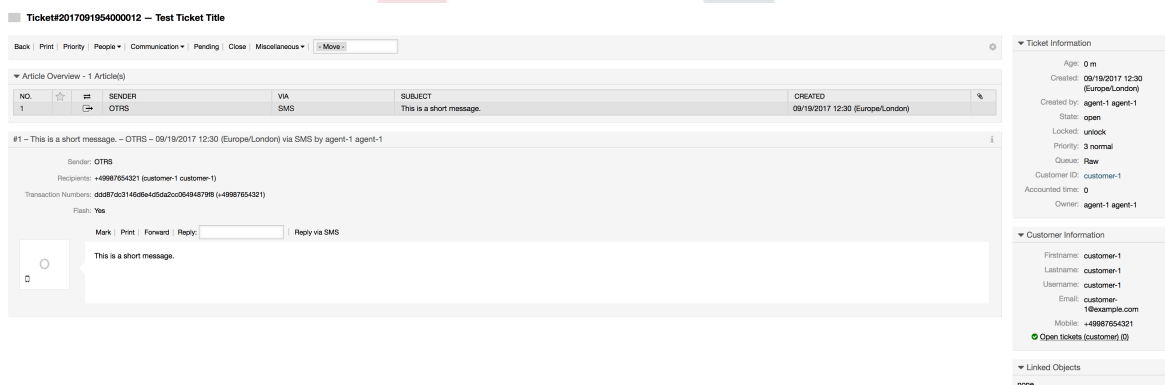 Ticket#2017091954000012 — Test Ticket Title
Back | Print | Priority | People | Communication | Pending | Close | Miscellaneous | - Move -
Article Overview - 1 Article(s)
NO. SENDER VIA SUBJECT CREATED
1 OTRS SMS This is a short message. 09/19/2017 12:30 (Europe/London)
#1 – This is a short message. – OTRS – 09/19/2017 12:30 (Europe/London) via SMS by agent-1 agent-1
Sender: OTRS
Recipients: +49987654321 (customer-1 customer-1)
Transaction Numbers: ddd87dc3146d6e4d5da2cc06494879f8 (+49987654321)
Flash: Yes
Mark | Print | Forward | Reply: | Reply via SMS
O
This is a short message.
Ticket Information
Age: 0 m
Created: 09/19/2017 12:30
(Europe/London)
Created by: agent-1 agent-1
State: open
Locked: unlock
Priority: 3 normal
Queue: Raw
Customer ID: customer-1
Accounted time: 0
Owner: agent-1 agent-1
Customer Information
Firstname: customer-1
Lastname: customer-1
Username: customer-1
Email: customer-
1@example.com
Mobile: +49987654321
Open tickets (customer) (0)
Linked Objects
none